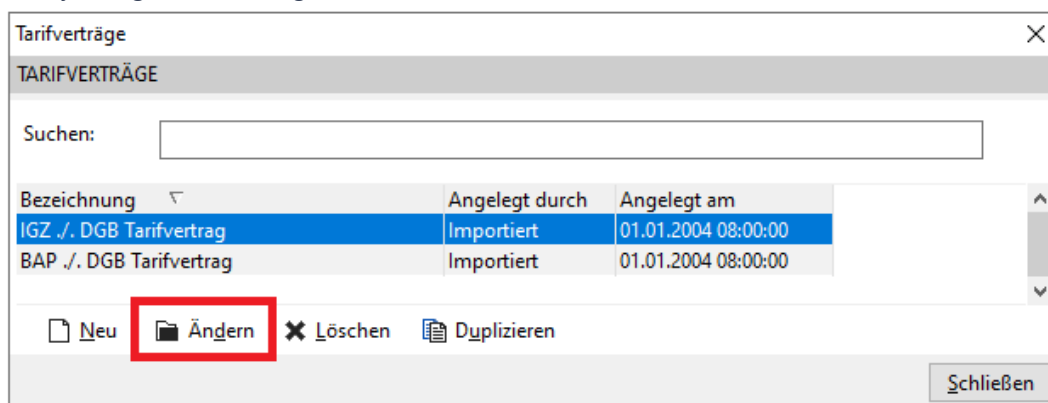 Tarifverträge
TARIFVERTRÄGE
Suchen:
Bezeichnung Angelegt durch Angelegt am
IGZ ./. DGB Tarifvertrag Importiert 01.01.2004 08:00:00
BAP ./. DGB Tarifvertrag Importiert 01.01.2004 08:00:00
Neu Ändern Löschen Duplizieren
Schließen